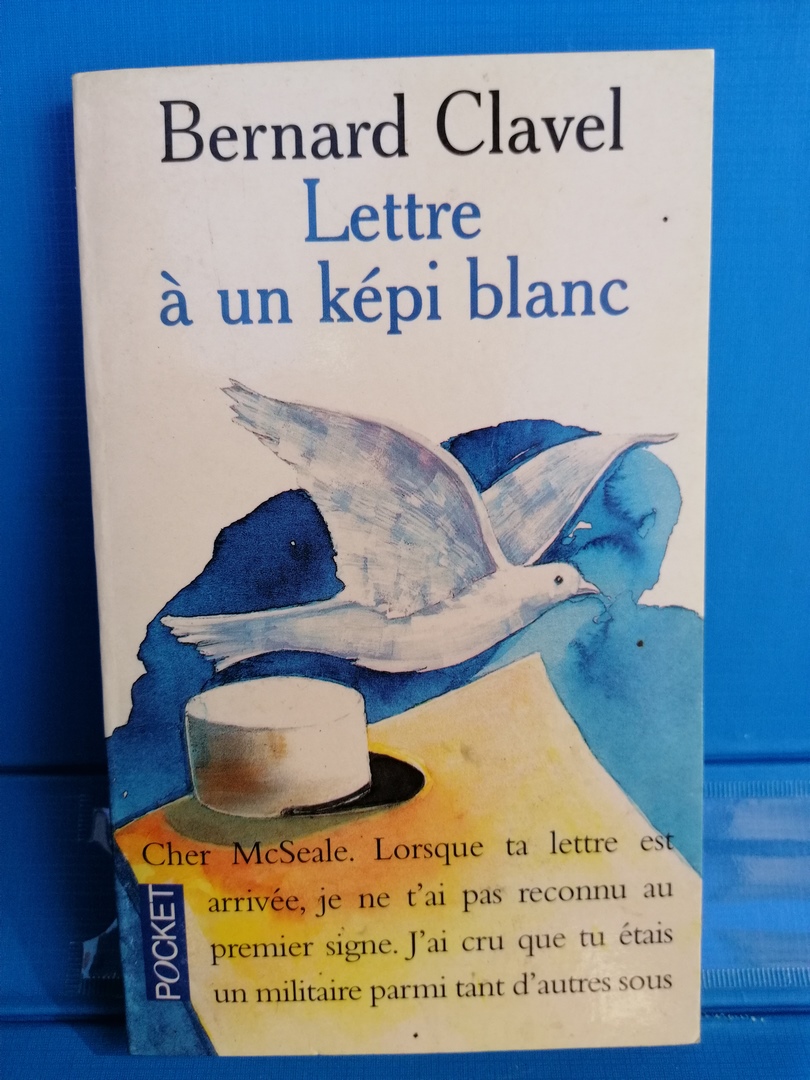 Bernard Clavel
Lettre
à un képi blanc
Cher McSeale. Lorsque ta lettre est
arrivée, je ne t'ai pas reconnu au
premier signe. J'ai cru que tu étais
un militaire parmi tant d'autres sous
POCKET